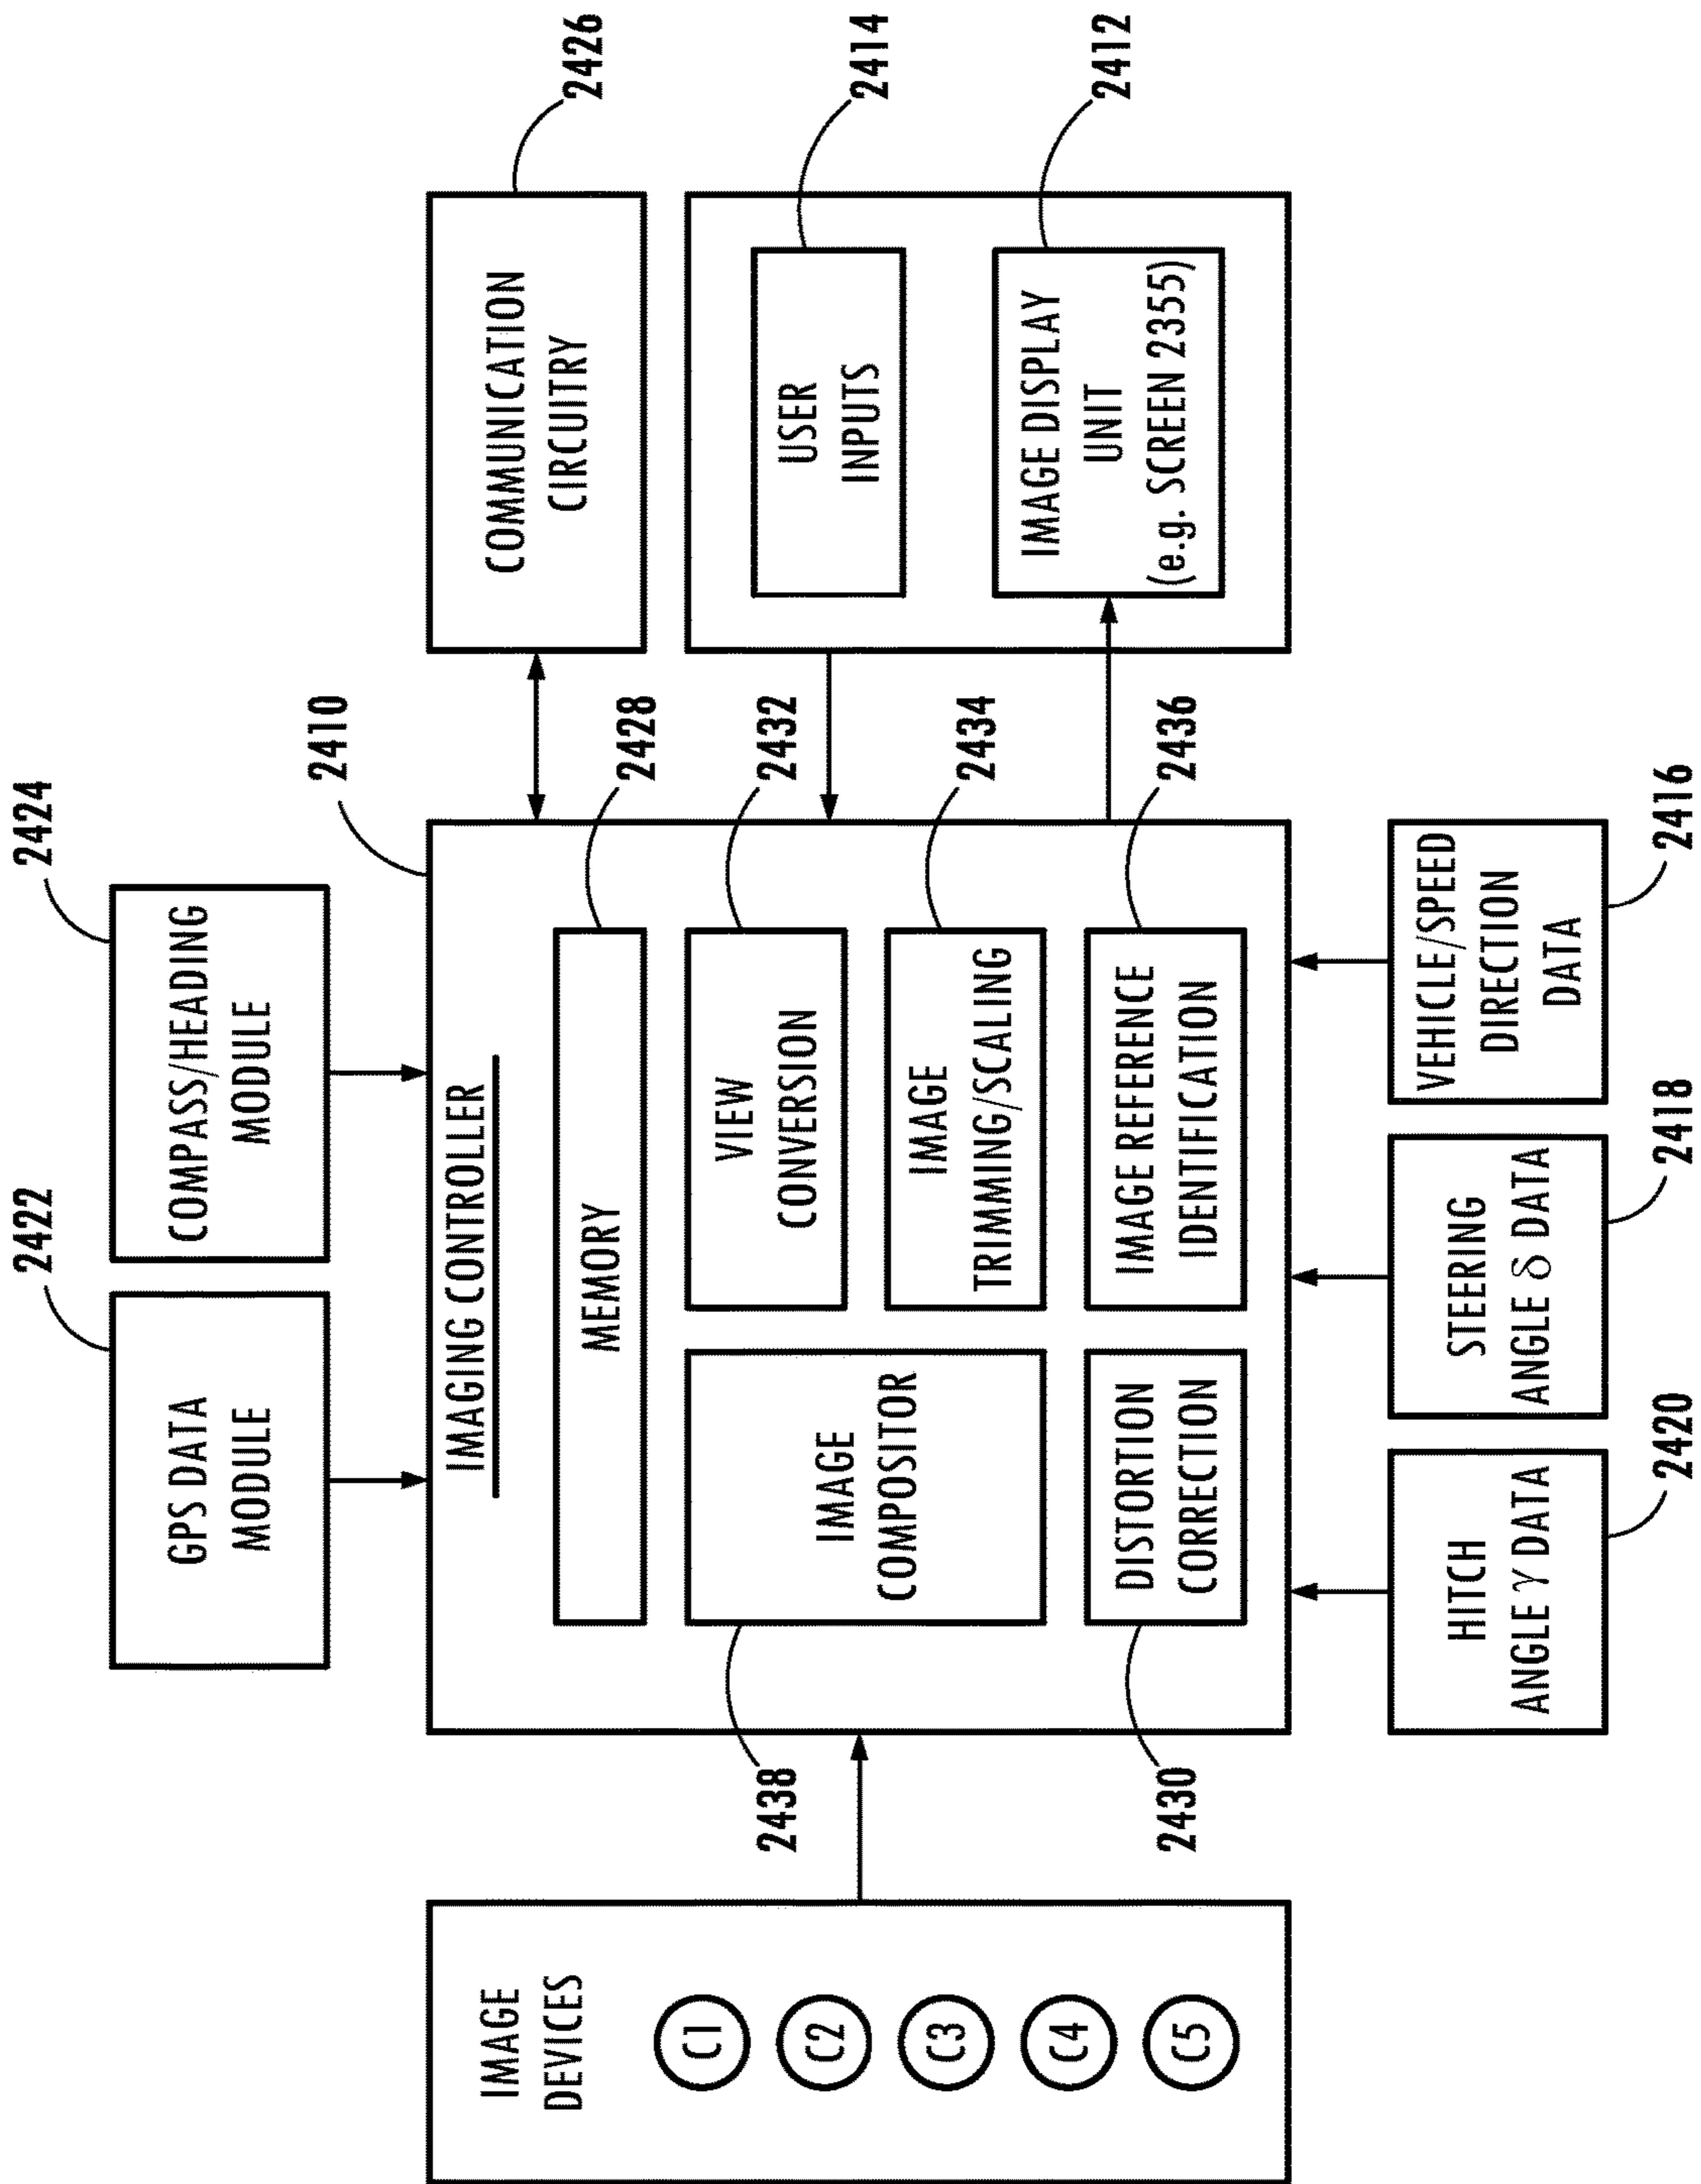 2422
2424
GPS DATA
MODULE
COMPASS/HEADING
MODULE
2410
IMAGE
DEVICES
C1
C2
C3
C4
C5
IMAGING CONTROLLER
MEMORY
2428
IMAGE
COMPOSITOR
2438
VIEW
CONVERSION
2432
IMAGE
TRIMMING/SCALING
2434
DISTORTION
CORRECTION
2430
IMAGE REFERENCE
IDENTIFICATION
2436
COMMUNICATION
CIRCUITRY
2426
USER
INPUTS
2414
IMAGE DISPLAY
UNIT
(e.g. SCREEN 2355)
2412
HITCH
ANGLE γ DATA
2420
STEERING
ANGLE δ DATA
2418
VEHICLE/SPEED
DIRECTION
DATA
2416